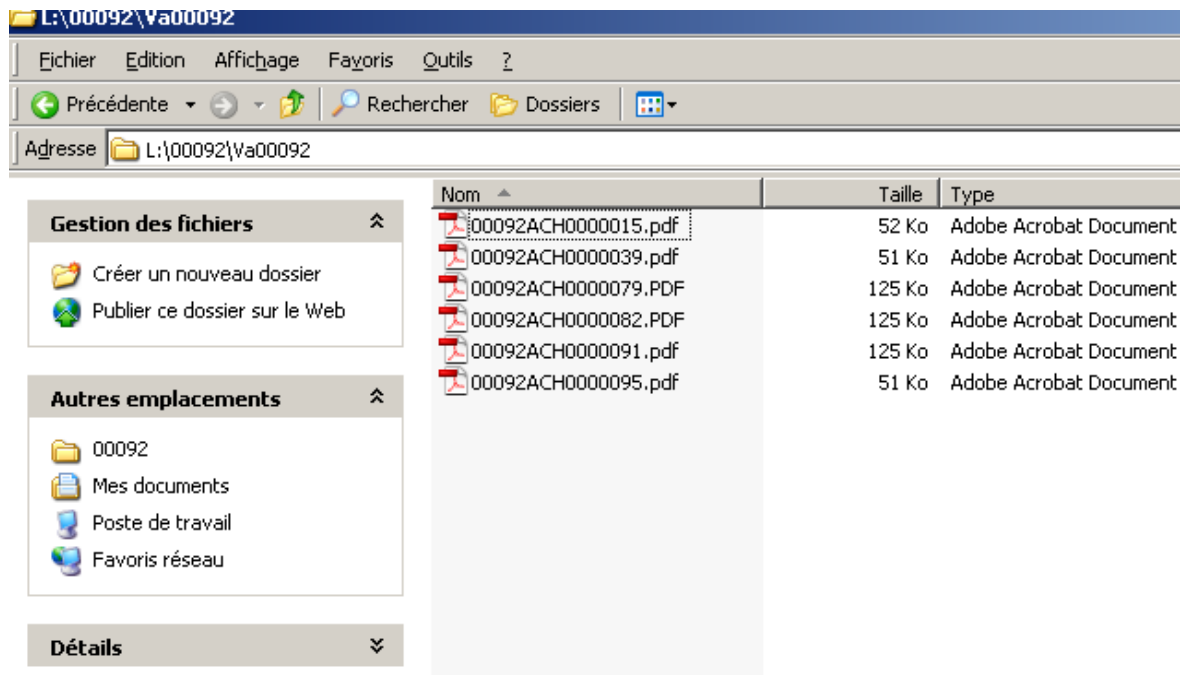 L:\00092\Va00092
Fichier Edition Affichage Favoris Outils ?
Précédente Rechercher Dossiers
Adresse L:\00092\Va00092
Nom Taille Type
Gestion des fichiers
Créer un nouveau dossier
Publier ce dossier sur le Web
Autres emplacements
00092
Mes documents
Poste de travail
Favoris réseau
Détails
00092ACH0000015.pdf 52 Ko Adobe Acrobat Document
00092ACH0000039.pdf 51 Ko Adobe Acrobat Document
00092ACH0000079.PDF 125 Ko Adobe Acrobat Document
00092ACH0000082.PDF 125 Ko Adobe Acrobat Document
00092ACH0000091.pdf 125 Ko Adobe Acrobat Document
00092ACH0000095.pdf 51 Ko Adobe Acrobat Document